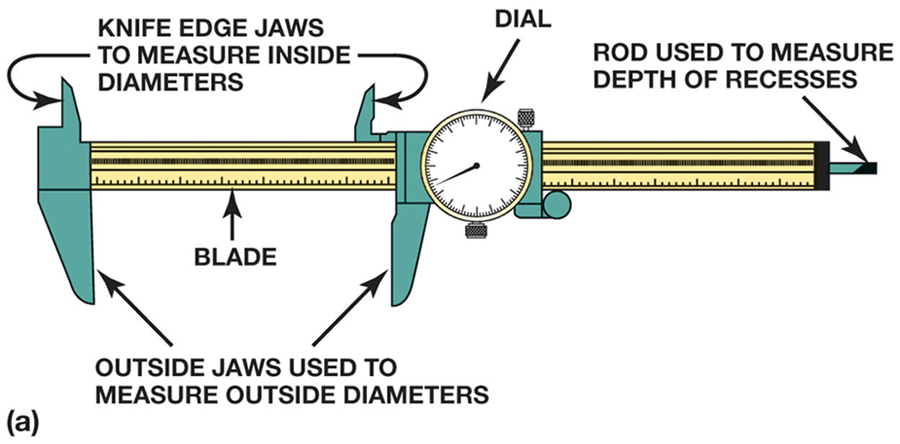 KNIFE EDGE JAWS
TO MEASURE INSIDE
DIAMETERS
DIAL
ROD USED TO MEASURE
DEPTH OF RECESSES
BLADE
OUTSIDE JAWS USED TO
MEASURE OUTSIDE DIAMETERS
(a)